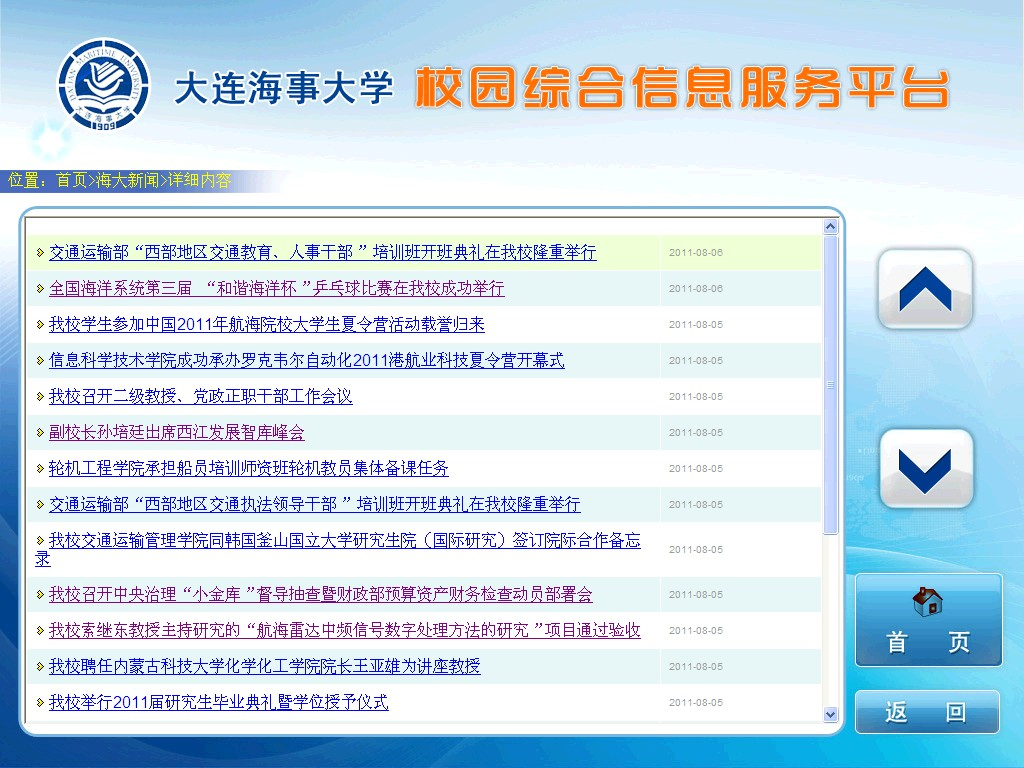 DALIAN MARITIME UNIVERSITY
大连海事大学
1909
大连海事大学 校园综合信息服务平台
位置：首页>海大新闻>详细内容
交通运输部“西部地区交通教育、人事干部 ”培训班开班典礼在我校隆重举行 2011-08-06
全国海洋系统第三届 “和谐海洋杯 ”乒乓球比赛在我校成功举行 2011-08-06
我校学生参加中国2011年航海院校大学生夏令营活动载誉归来 2011-08-05
信息科学技术学院成功承办罗克韦尔自动化2011港航业科技夏令营开幕式 2011-08-05
我校召开二级教授、党政正职干部工作会议 2011-08-05
副校长孙培廷出席西江发展智库峰会 2011-08-05
轮机工程学院承担船员培训师资班轮机教员集体备课任务 2011-08-05
交通运输部“西部地区交通执法领导干部 ”培训班开班典礼在我校隆重举行 2011-08-05
我校交通运输管理学院同韩国釜山国立大学研究生院（国际研究）签订院际合作备忘
录 2011-08-05
我校召开中央治理“小金库 ”督导抽查暨财政部预算资产财务检查动员部署会 2011-08-05
我校索继东教授主持研究的“航海雷达中频信号数字处理方法的研究 ”项目通过验收 2011-08-05
我校聘任内蒙古科技大学化学化工学院院长王亚雄为讲座教授 2011-08-05
我校举行2011届研究生毕业典礼暨学位授予仪式 2011-08-05
首 页
返 回